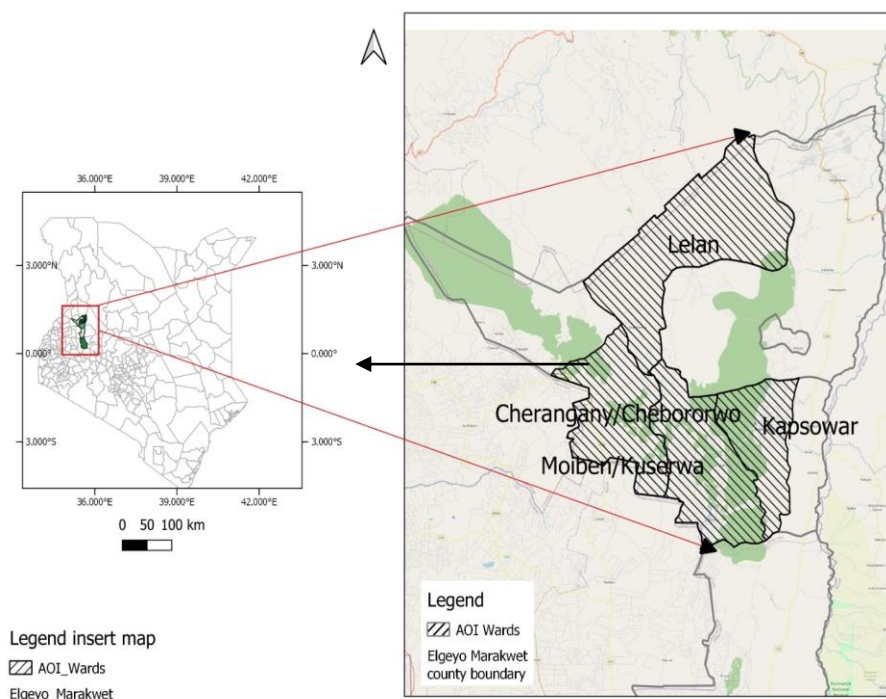 36.000° 39.000° 42.000°
3.000°N 3.000°N
0.000° 0.000°
3.000°S 3.000°S
36.000° 39.000° 42.000°
0 50 100 km
Legend insert map
AOI_Wards
Elgeyo Marakwet
Lelan
Cherangany/Chebororwo
Kapsowar
Moiben/Kuserwa
Legend
AOI Wards
Elgeyo Marakwet
county boundary